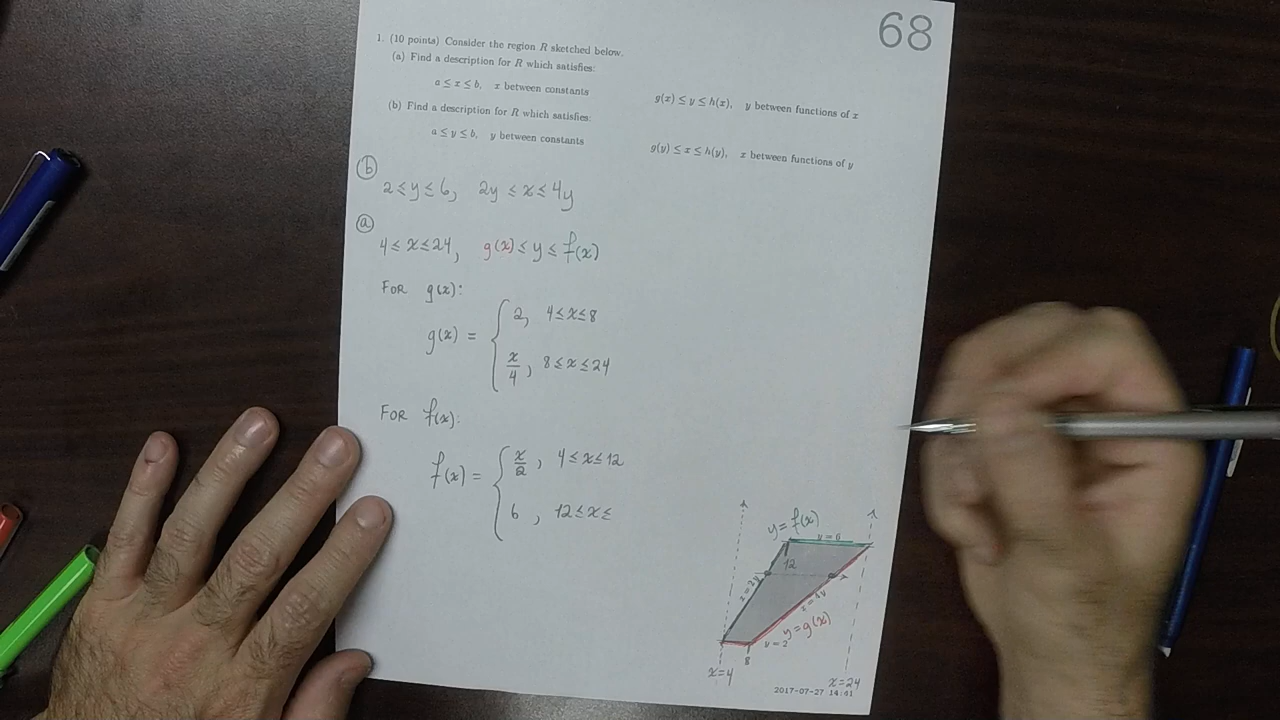 68
1. (10 points) Consider the region R sketched below.
(a) Find a description for R which satisfies:
a ≤ x ≤ b, x between constants
g(x) ≤ y ≤ h(x), y between functions of x
(b) Find a description for R which satisfies:
a ≤ y ≤ b, y between constants
g(y) ≤ x ≤ h(y), x between functions of y
(b)
2 ≤ y ≤ 6, 2y ≤ x ≤ 4y
(a)
4 ≤ x ≤ 24, g(x) ≤ y ≤ f(x)
FOR g(x):
g(x) = { 2, 4 ≤ x ≤ 8
x/4, 8 ≤ x ≤ 24
FOR f(x):
f(x) = { x/2, 4 ≤ x ≤ 12
6, 12 ≤ x ≤
y = f(x)
y = 6
12
x = 2y
x = 4y
y = g(x)
y = 2
8
x = 4
x = 24
2017-07-27 14:41